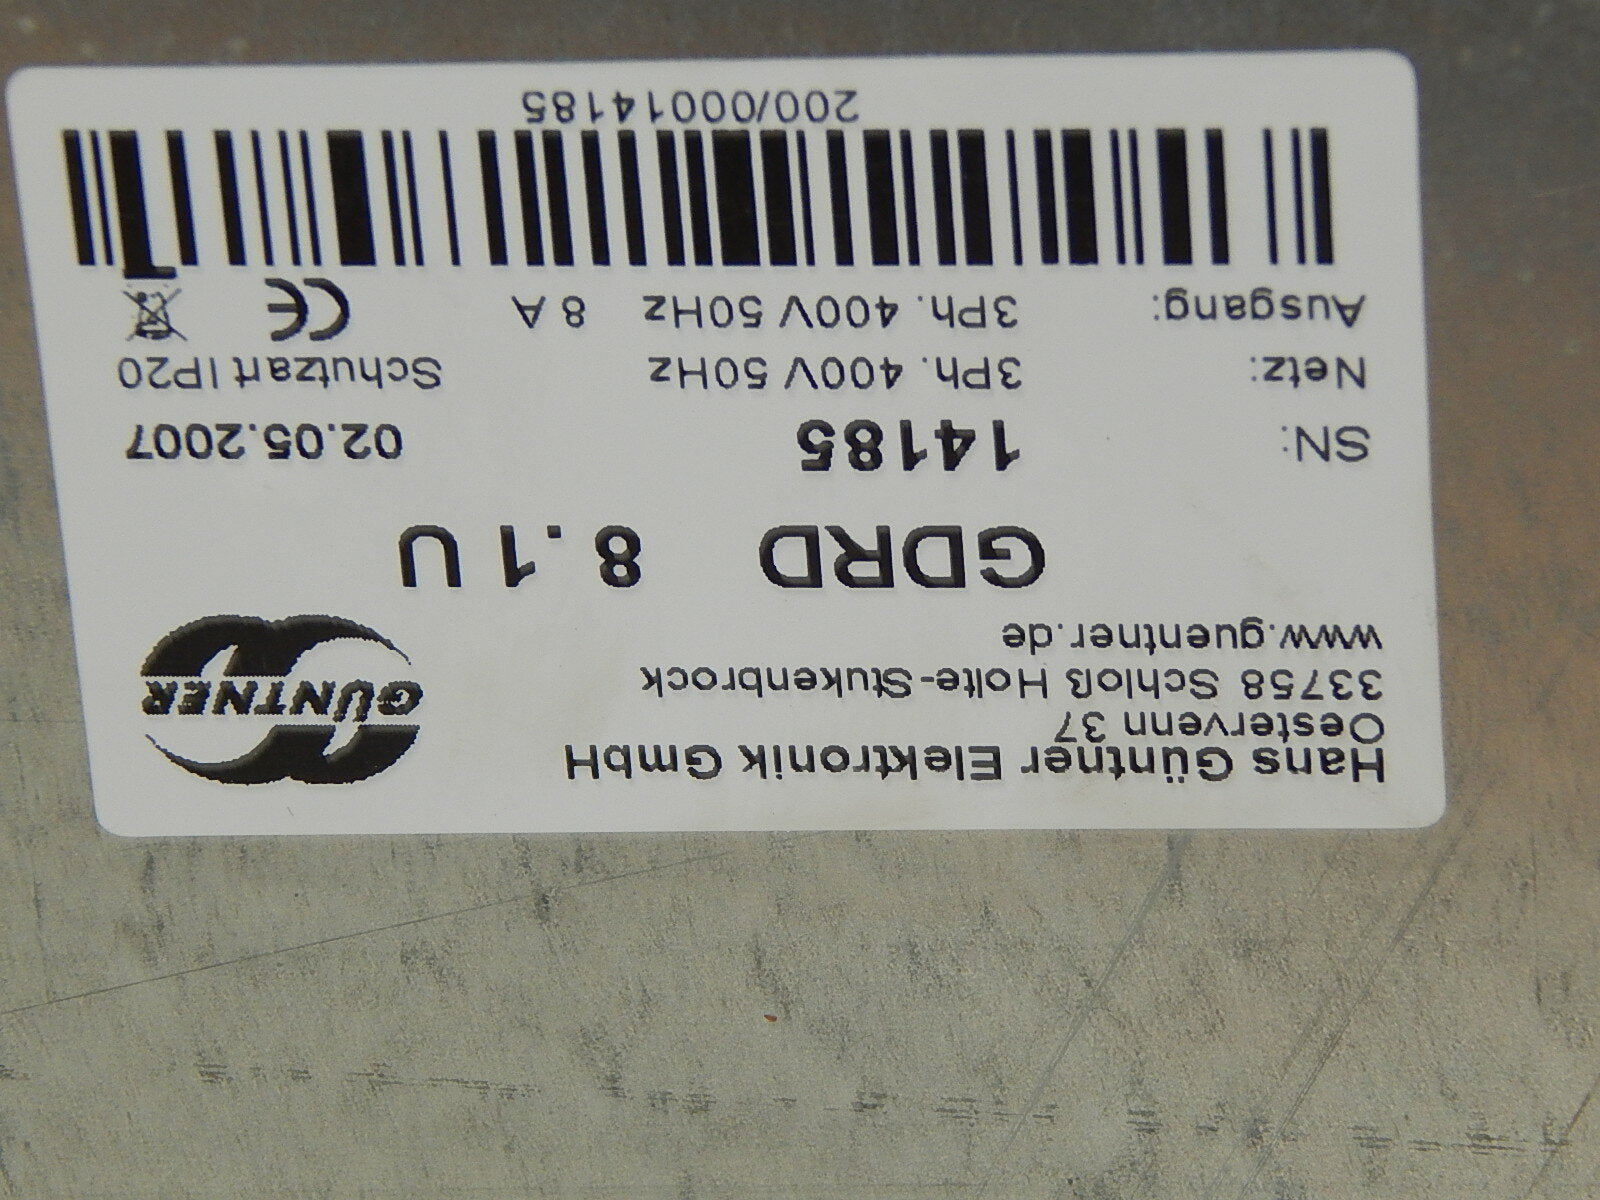 Hans Güntner Elektronik GmbH
Oestervenn 37
33758 Schloß Holte-Stukenbrock
www.guentner.de
GÜNTNER
GDRD 8.1 U
SN: 14185 02.05.2007
Netz: 3Ph. 400V 50Hz Schutzart IP20
Ausgang: 3Ph. 400V 50Hz 8 A CE
200/00014185